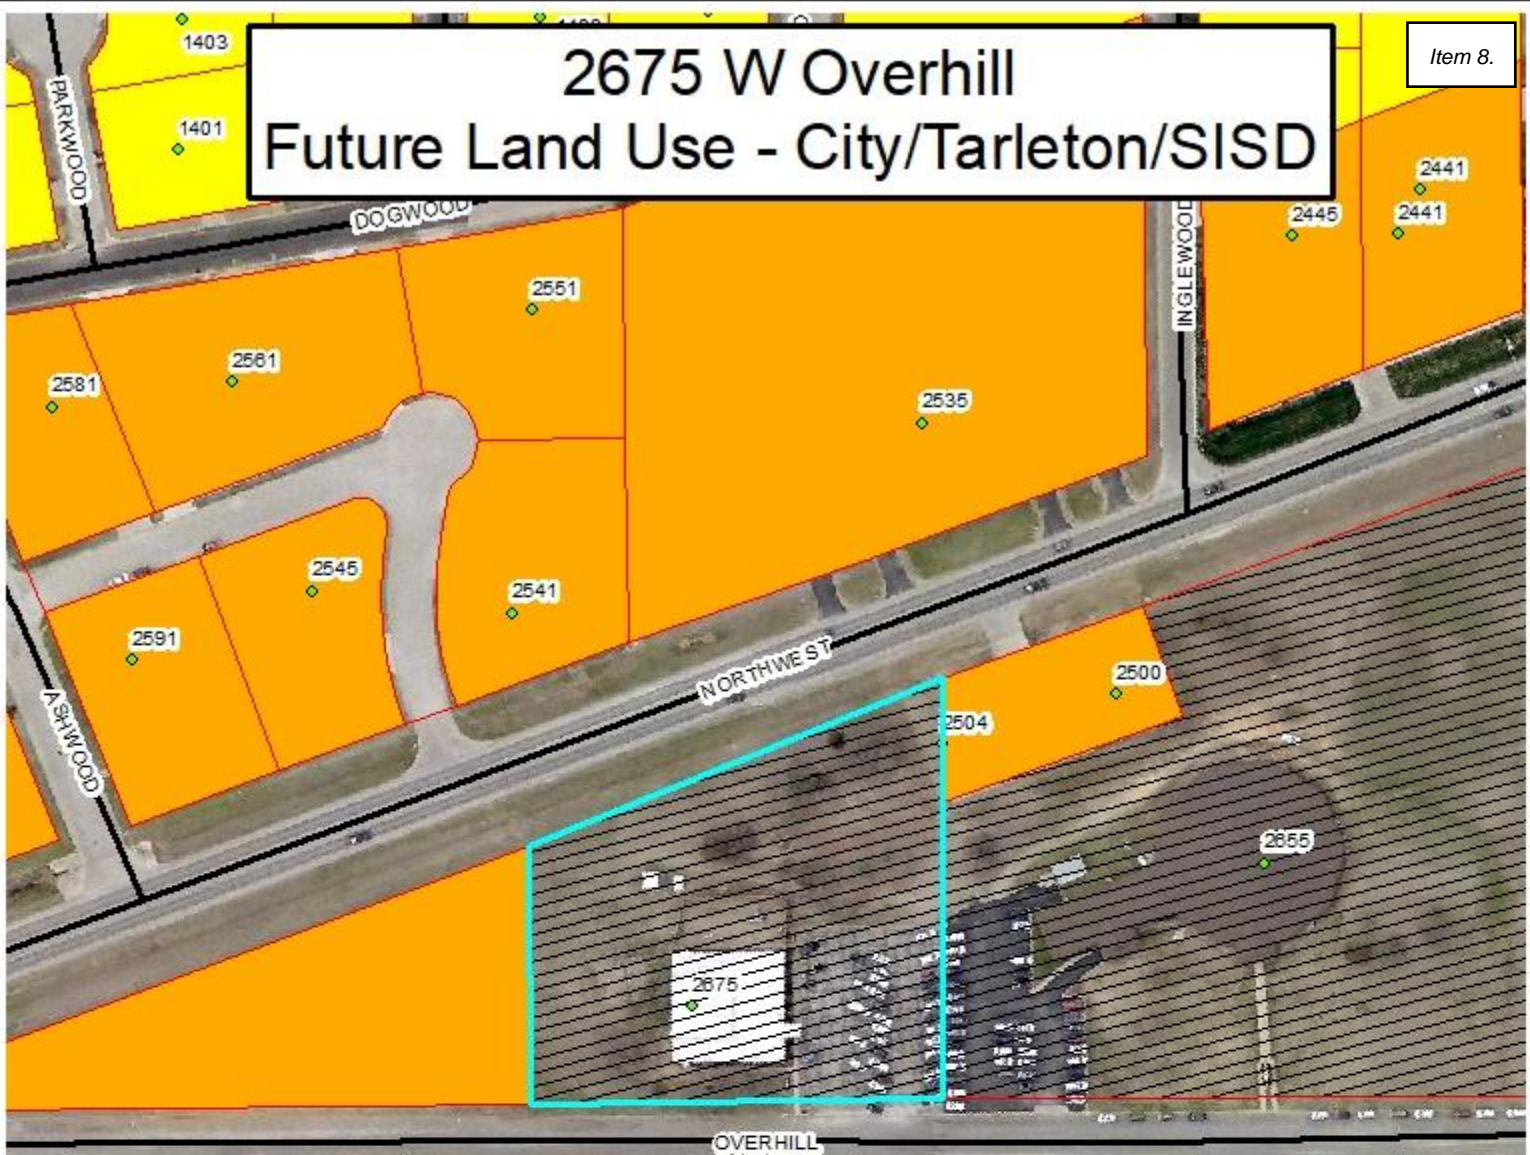 2675 W Overhill
Future Land Use - City/Tarleton/SISD
Item 8.
1403
1401
PARKWOOD
DOGWOOD
INGLEWOOD
2441
2445
2441
2551
2561
2581
2535
2545
2541
2591
NORTHWEST
ASHWOOD
2500
2504
2655
2675
OVERHILL